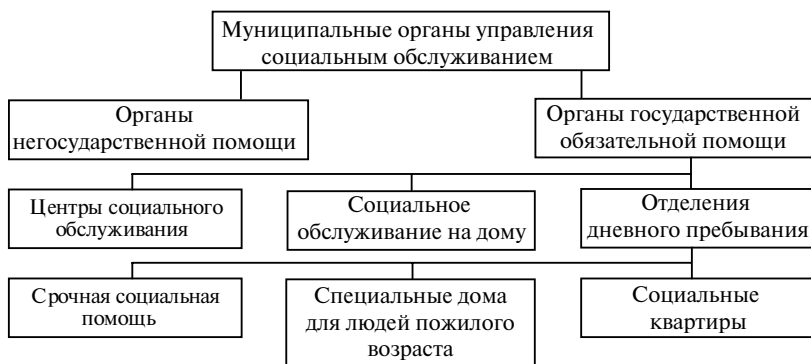 Муниципальные органы управления
социальным обслуживанием
Органы
негосударственной помощи
Органы государственной
обязательной помощи
Центры социального
обслуживания
Социальное
обслуживание на дому
Отделения
дневного пребывания
Срочная социальная
помощь
Специальные дома
для людей пожилого
возраста
Социальные
квартиры